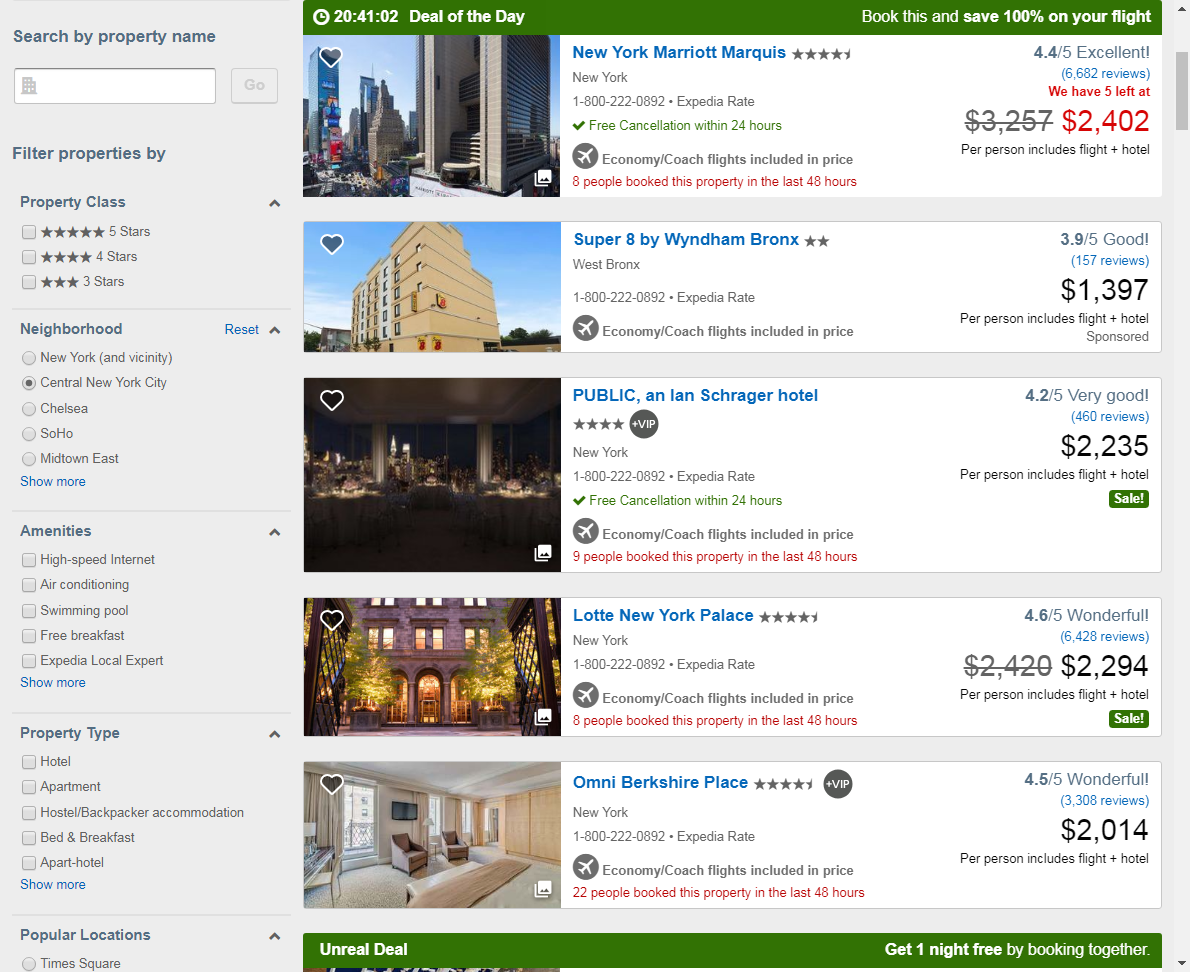 Search by property name
Go
Filter properties by
Property Class
5 Stars
4 Stars
3 Stars
Neighborhood Reset
New York (and vicinity)
Central New York City
Chelsea
SoHo
Midtown East
Show more
Amenities
High-speed Internet
Air conditioning
Swimming pool
Free breakfast
Expedia Local Expert
Show more
Property Type
Hotel
Apartment
Hostel/Backpacker accommodation
Bed & Breakfast
Apart-hotel
Show more
Popular Locations
Times Square
20:41:02 Deal of the Day Book this and save 100% on your flight
New York Marriott Marquis
New York
1-800-222-0892 • Expedia Rate
Free Cancellation within 24 hours
Economy/Coach flights included in price
8 people booked this property in the last 48 hours
4.4/5 Excellent!
(6,682 reviews)
We have 5 left at
$3,257 $2,402
Per person includes flight + hotel
Super 8 by Wyndham Bronx
West Bronx
1-800-222-0892 • Expedia Rate
Economy/Coach flights included in price
3.9/5 Good!
(157 reviews)
$1,397
Per person includes flight + hotel
Sponsored
PUBLIC, an Ian Schrager hotel
+VIP
New York
1-800-222-0892 • Expedia Rate
Free Cancellation within 24 hours
Economy/Coach flights included in price
9 people booked this property in the last 48 hours
4.2/5 Very good!
(460 reviews)
$2,235
Per person includes flight + hotel
Sale!
Lotte New York Palace
New York
1-800-222-0892 • Expedia Rate
Economy/Coach flights included in price
8 people booked this property in the last 48 hours
4.6/5 Wonderful!
(6,428 reviews)
$2,420 $2,294
Per person includes flight + hotel
Sale!
Omni Berkshire Place +VIP
New York
1-800-222-0892 • Expedia Rate
Economy/Coach flights included in price
22 people booked this property in the last 48 hours
4.5/5 Wonderful!
(3,308 reviews)
$2,014
Per person includes flight + hotel
Unreal Deal Get 1 night free by booking together.